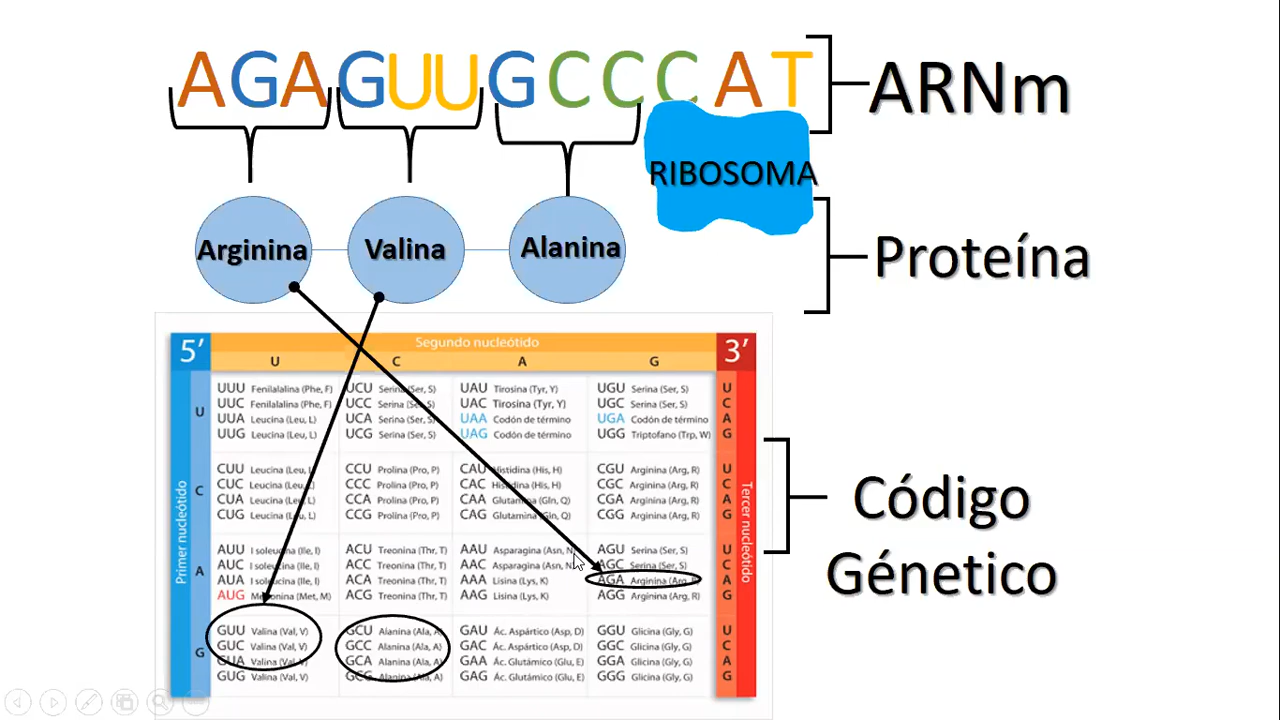 AGAGUUGCCCAT
ARNm
RIBOSOMA
Arginina Valina Alanina
Proteína
5' Segundo nucleótido 3'
U C A G
UUU Fenilalalina (Phe, F) UCU Serina (Ser, S) UAU Tirosina (Tyr, Y) UGU Serina (Ser, S) U
U UUC Fenilalalina (Phe, F) UCC Serina (Ser, S) UAC Tirosina (Tyr, Y) UGC Serina (Ser, S) C
UUA Leucina (Leu, L) UCA Serina (Ser, S) UAA Codón de término UGA Codón de término A
UUG Leucina (Leu, L) UCG Serina (Ser, S) UAG Codón de término UGG Triptofano (Trp, W) G
CUU Leucina (Leu, L) CCU Prolina (Pro, P) CAU Histidina (His, H) CGU Arginina (Arg, R) U
C CUC Leucina (Leu, L) CCC Prolina (Pro, P) CAC Histidina (His, H) CGC Arginina (Arg, R) C
CUA Leucina (Leu, L) CCA Prolina (Pro, P) CAA Glutamina (Gln, Q) CGA Arginina (Arg, R) A
CUG Leucina (Leu, L) CCG Prolina (Pro, P) CAG Glutamina (Gln, Q) CGG Arginina (Arg, R) G
AUU I soleucina (Ile, I) ACU Treonina (Thr, T) AAU Asparagina (Asn, N) AGU Serina (Ser, S) U
A AUC I soleucina (Ile, I) ACC Treonina (Thr, T) AAC Asparagina (Asn, N) AGC Serina (Ser, S) C
AUA I soleucina (Ile, I) ACA Treonina (Thr, T) AAA Lisina (Lys, K) AGA Arginina (Arg, R) A
AUG Metionina (Met, M) ACG Treonina (Thr, T) AAG Lisina (Lys, K) AGG Arginina (Arg, R) G
GUU Valina (Val, V) GCU Alanina (Ala, A) GAU Ác. Aspártico (Asp, D) GGU Glicina (Gly, G) U
G GUC Valina (Val, V) GCC Alanina (Ala, A) GAC Ác. Aspártico (Asp, D) GGC Glicina (Gly, G) C
GUA Valina (Val, V) GCA Alanina (Ala, A) GAA Ác. Glutámico (Glu, E) GGA Glicina (Gly, G) A
GUG Valina (Val, V) GCG Alanina (Ala, A) GAG Ác. Glutámico (Glu, E) GGG Glicina (Gly, G) G
Primer nucleótido
Tercer nucleótido
Código
Génetico